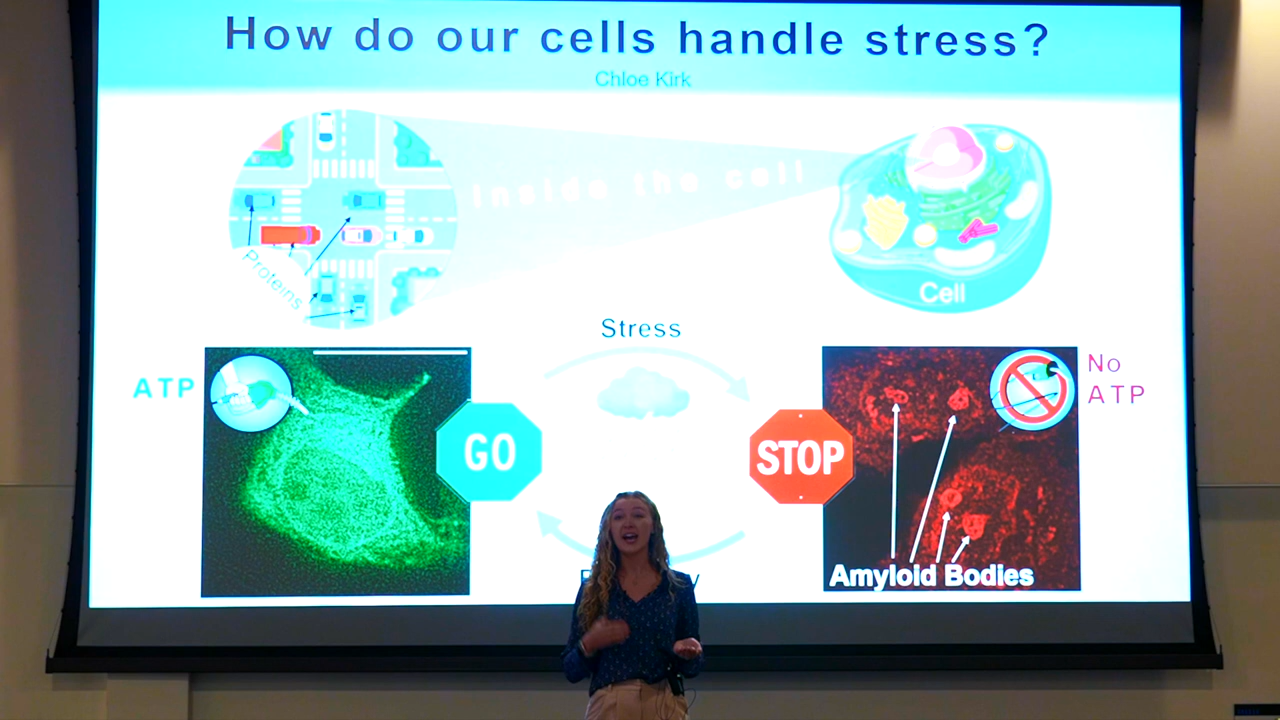 How do our cells handle stress?
Chloe Kirk
inside the cell
Proteins
Cell
Stress
ATP
GO
STOP
No
ATP
Amyloid Bodies